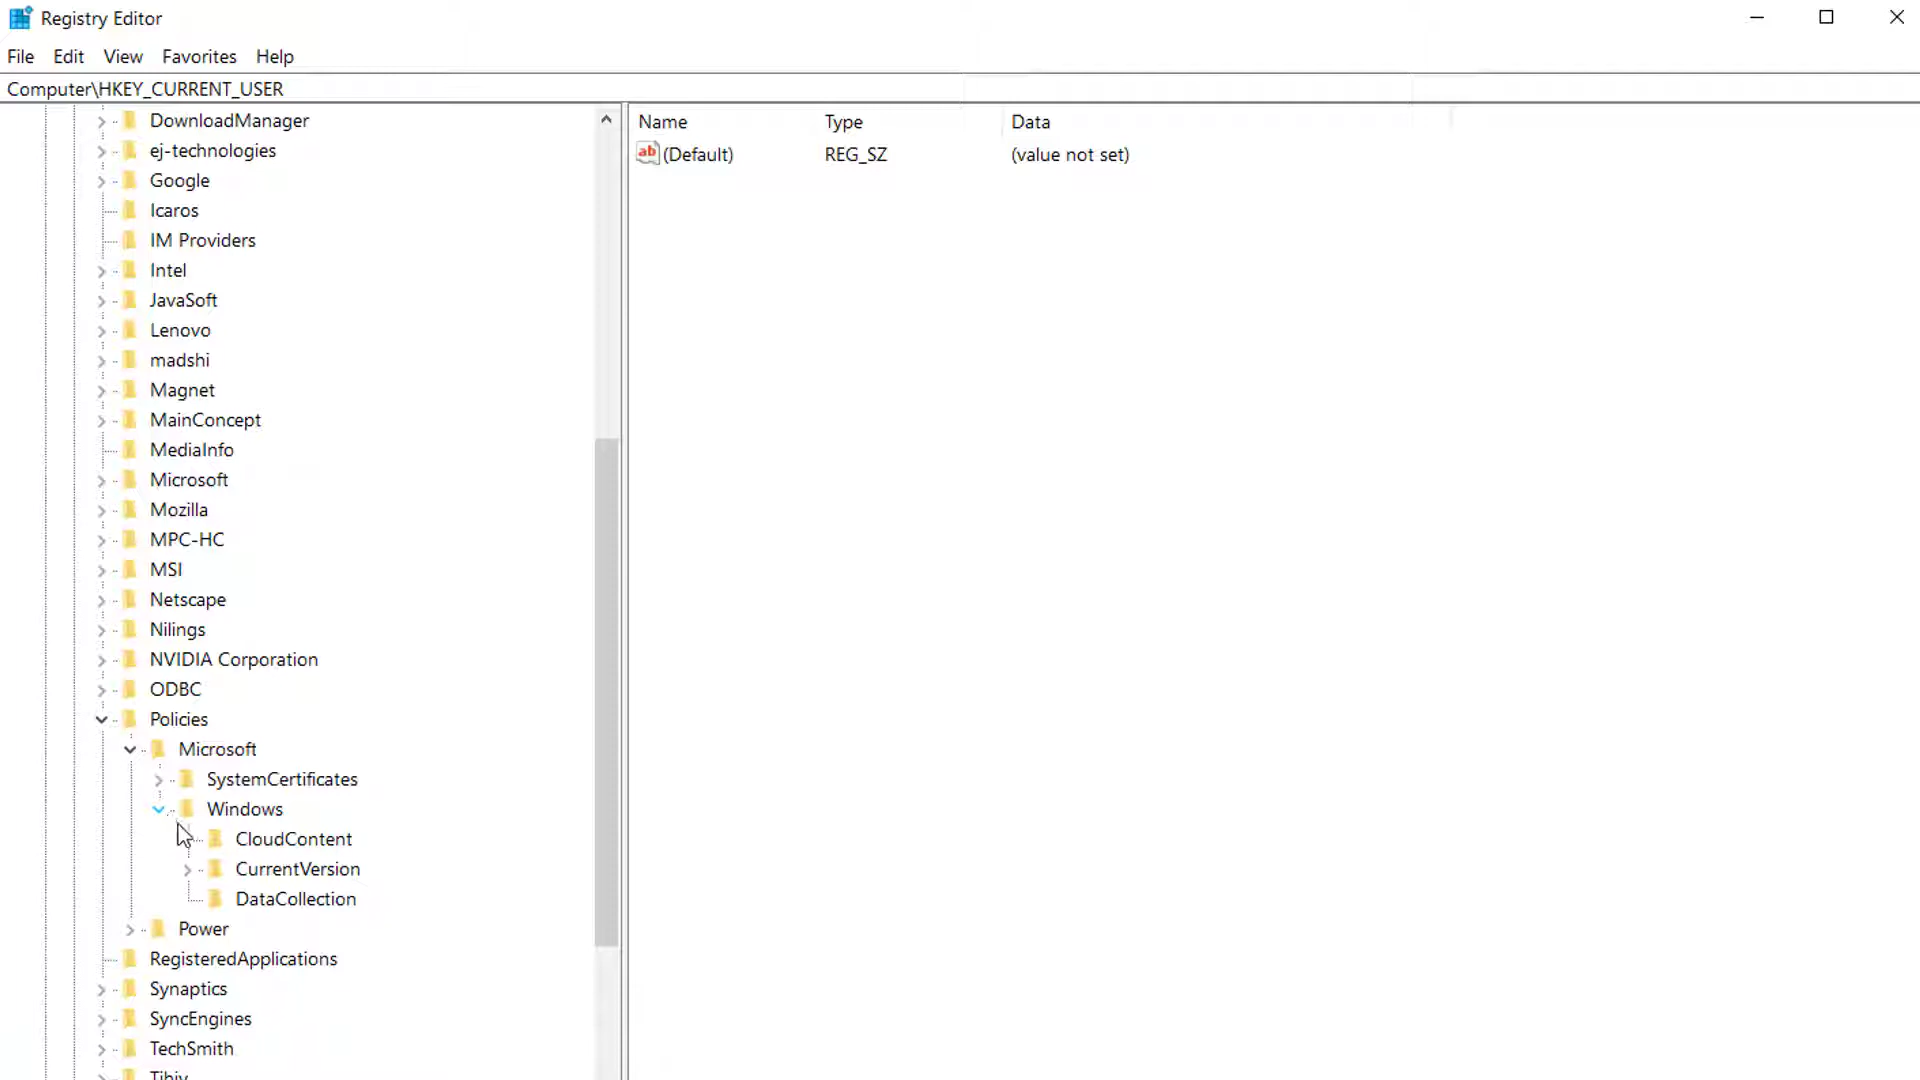 Registry Editor
File Edit View Favorites Help
Computer\HKEY_CURRENT_USER
DownloadManager
ej-technologies
Google
Icaros
IM Providers
Intel
JavaSoft
Lenovo
madshi
Magnet
MainConcept
MediaInfo
Microsoft
Mozilla
MPC-HC
MSI
Netscape
Nilings
NVIDIA Corporation
ODBC
Policies
Microsoft
SystemCertificates
Windows
CloudContent
CurrentVersion
DataCollection
Power
RegisteredApplications
Synaptics
SyncEngines
TechSmith
Name Type Data
ab (Default) REG_SZ (value not set)